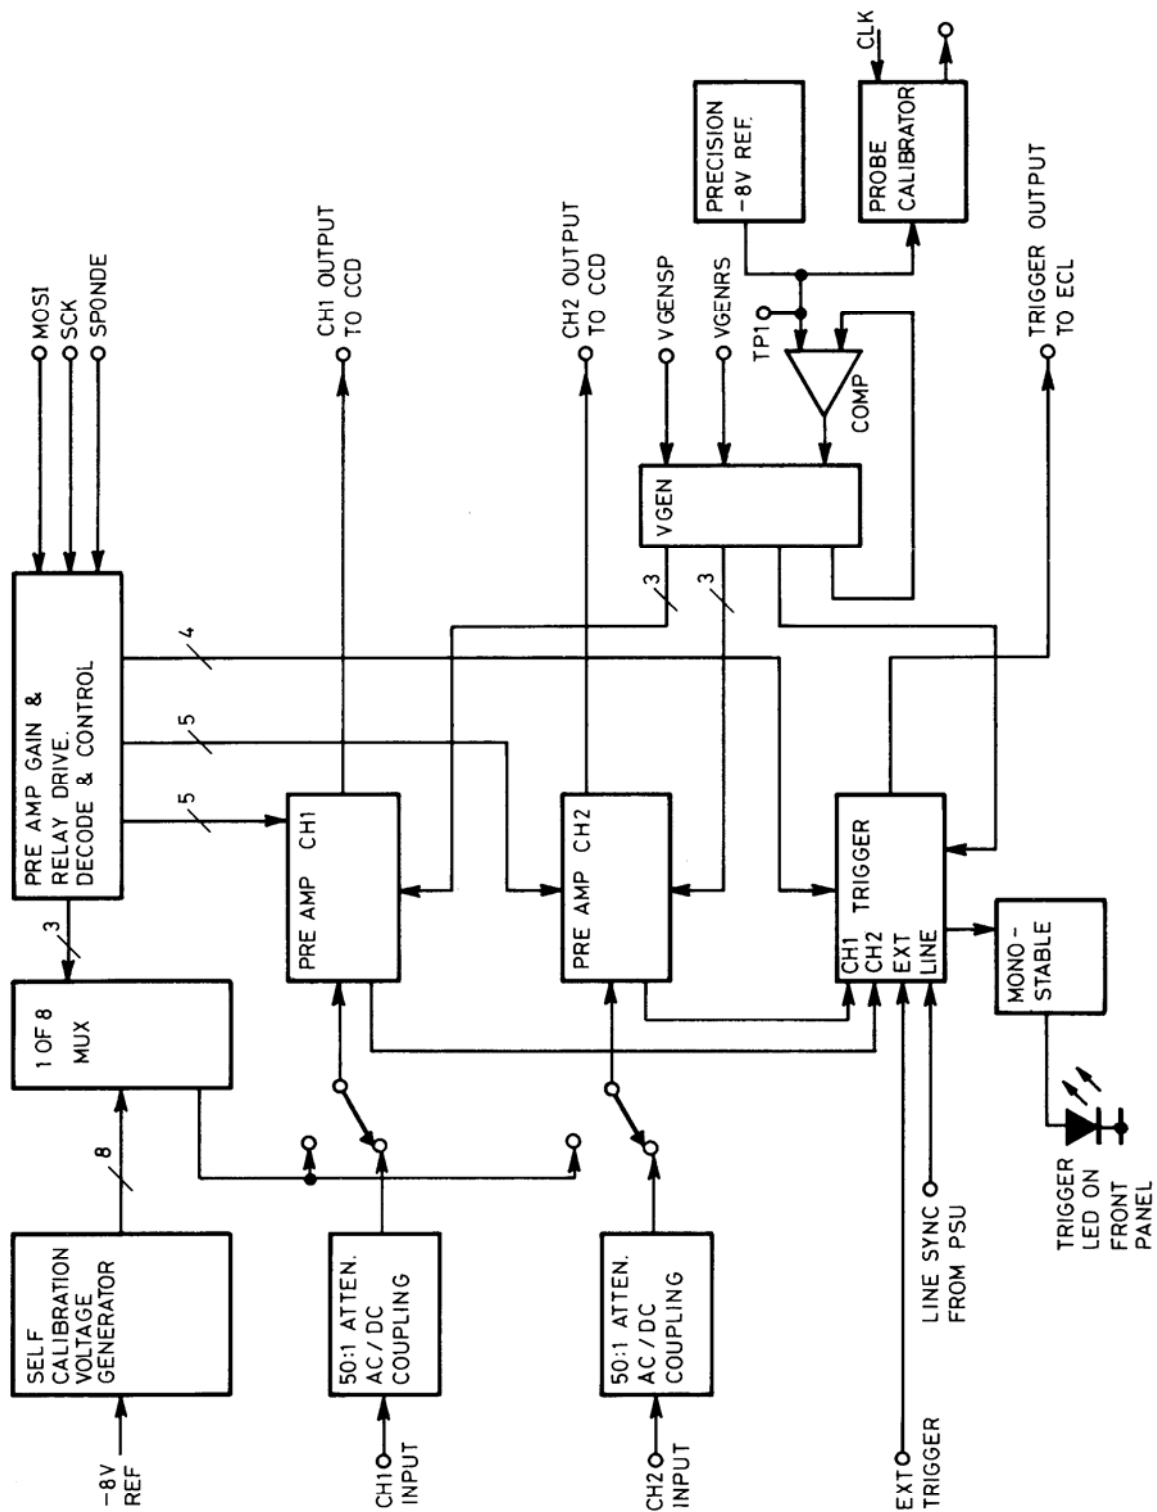 -8V
REF
SELF
CALIBRATION
VOLTAGE
GENERATOR
8
1 OF 8
MUX
3
PRE AMP GAIN &
RELAY DRIVE.
DECODE & CONTROL
MOSI
SCK
SPONDE
5
5
4
CH1
INPUT
50:1 ATTEN.
AC/DC
COUPLING
PRE AMP CH1
CH1 OUTPUT
TO CCD
CH2
INPUT
50:1 ATTEN.
AC/DC
COUPLING
PRE AMP CH2
CH2 OUTPUT
TO CCD
3
3
VGEN
VGENSP
VGENRS
TP1
COMP
PRECISION
-8V REF.
PROBE
CALIBRATOR
CLK
EXT
TRIGGER
LINE SYNC
FROM PSU
CH1 TRIGGER
CH2
EXT
LINE
TRIGGER OUTPUT
TO ECL
MONO-
STABLE
TRIGGER
LED ON
FRONT
PANEL